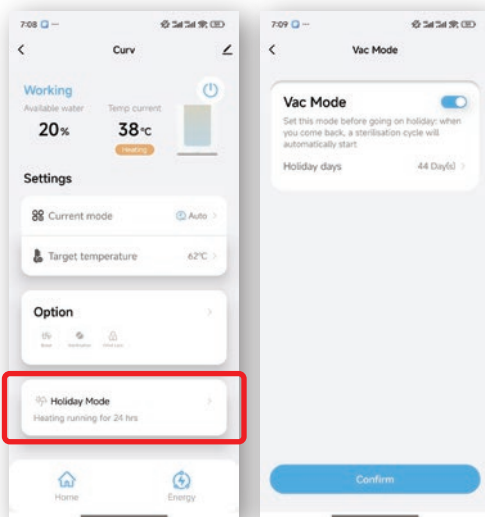 7:08
Curv
Working
Available water
Temp current
20%
38°C
Heating
Settings
Current mode
Auto
Target temperature
62°C
Option
Holiday Mode
Heating running for 24 hrs
Home
Energy
7:09
Vac Mode
Vac Mode
Set this mode before going on holiday: when
you come back, a sterilisation cycle will
automatically start
Holiday days
44 Day(s)
Confirm